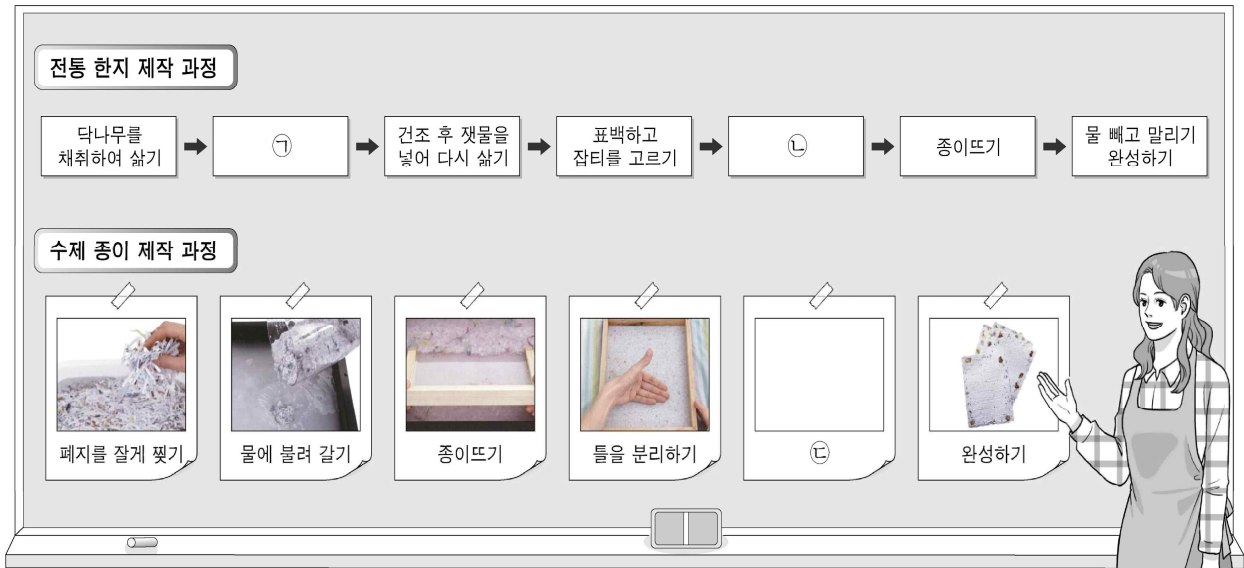 전통 한지 제작 과정
닥나무를
채취하여 삶기
㉠
건조 후 잿물을
넣어 다시 삶기
표백하고
잡티를 고르기
㉡
종이뜨기
물 빼고 말리기
완성하기
수제 종이 제작 과정
폐지를 잘게 찢기
물에 불려 갈기
종이뜨기
틀을 분리하기
㉢
완성하기